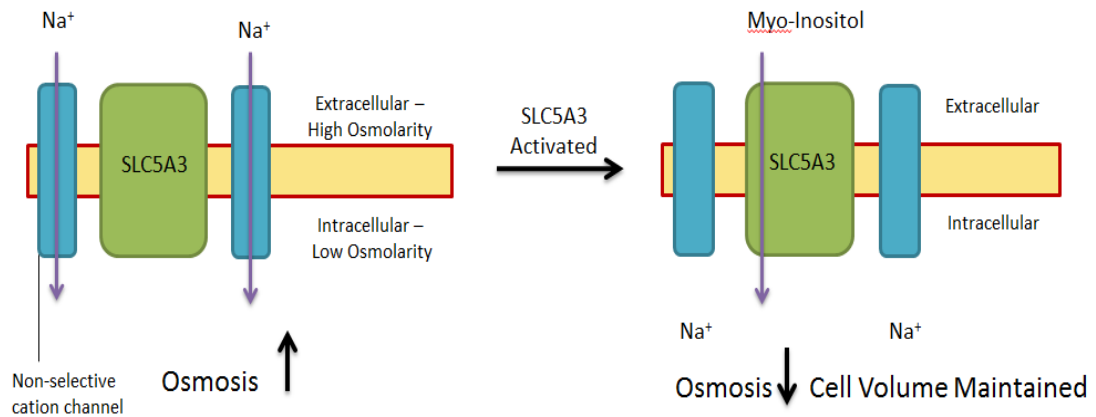 Na⁺
Na⁺
SLC5A3
Extracellular –
High Osmolarity
Intracellular –
Low Osmolarity
Non-selective
cation channel
Osmosis
SLC5A3
Activated
Myo-Inositol
SLC5A3
Extracellular
Intracellular
Na⁺
Na⁺
Osmosis
Cell Volume Maintained